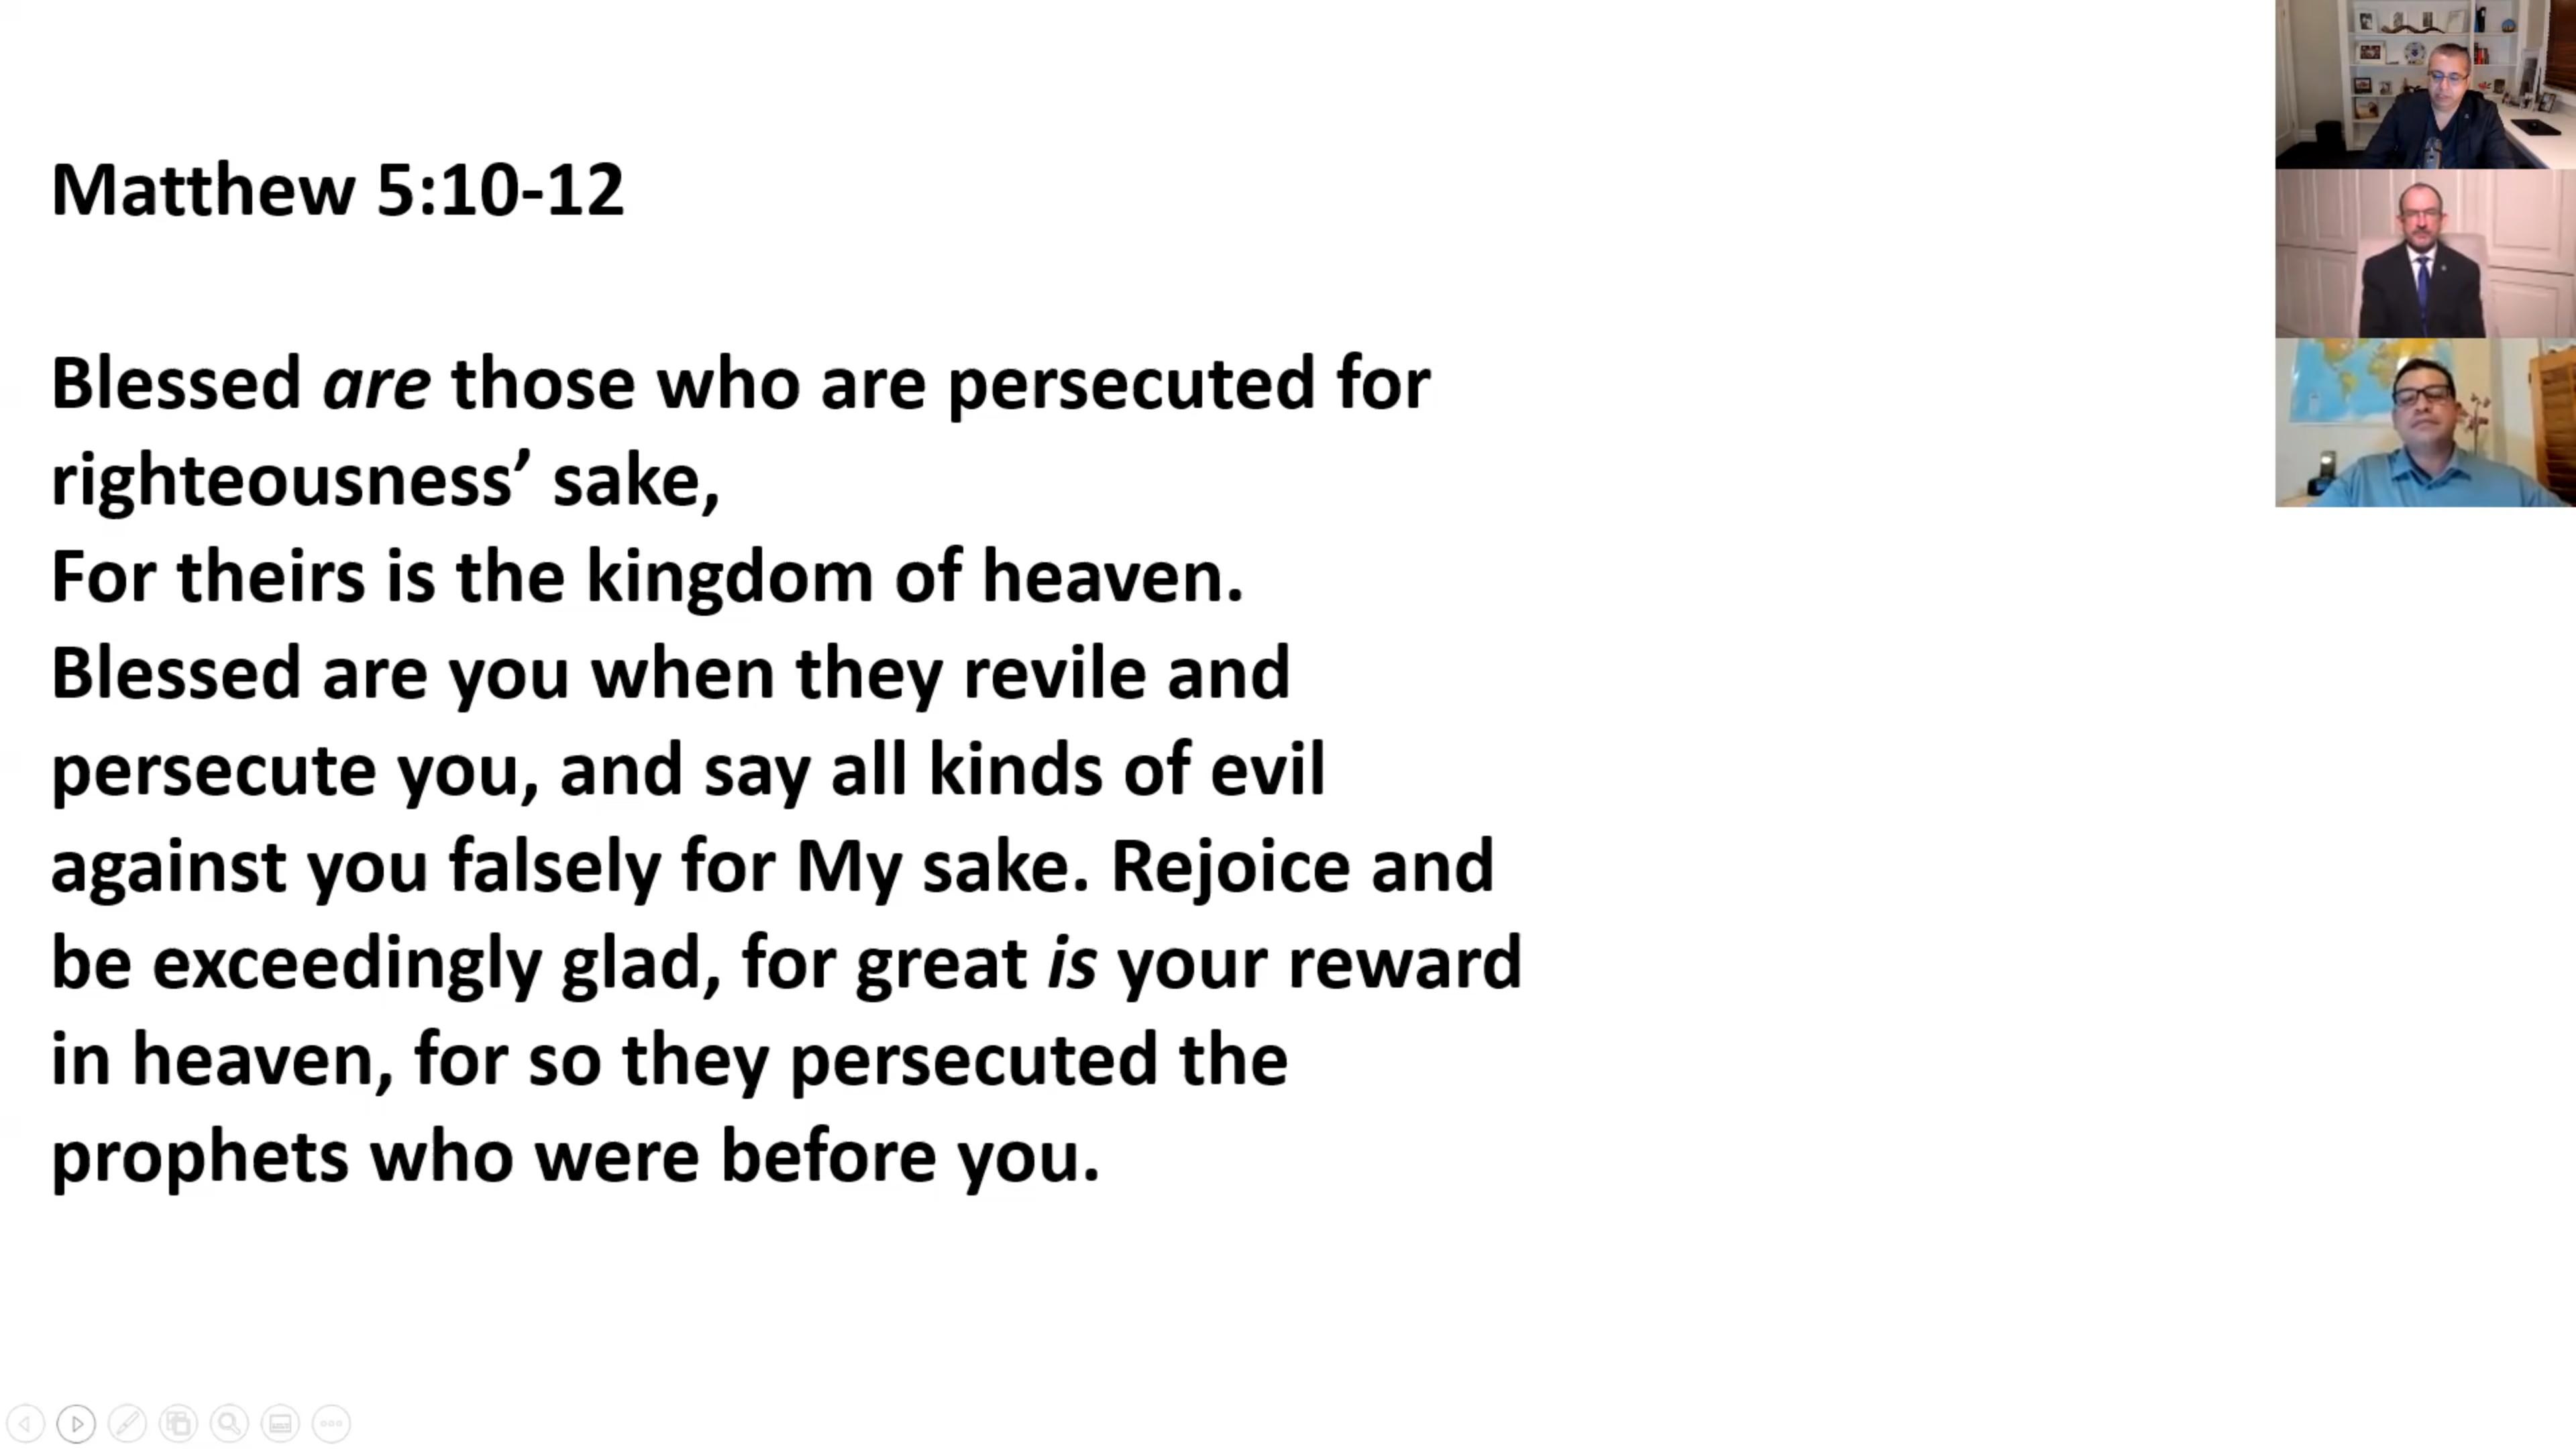 Matthew 5:10-12
Blessed are those who are persecuted for
righteousness’ sake,
For theirs is the kingdom of heaven.
Blessed are you when they revile and
persecute you, and say all kinds of evil
against you falsely for My sake. Rejoice and
be exceedingly glad, for great is your reward
in heaven, for so they persecuted the
prophets who were before you.